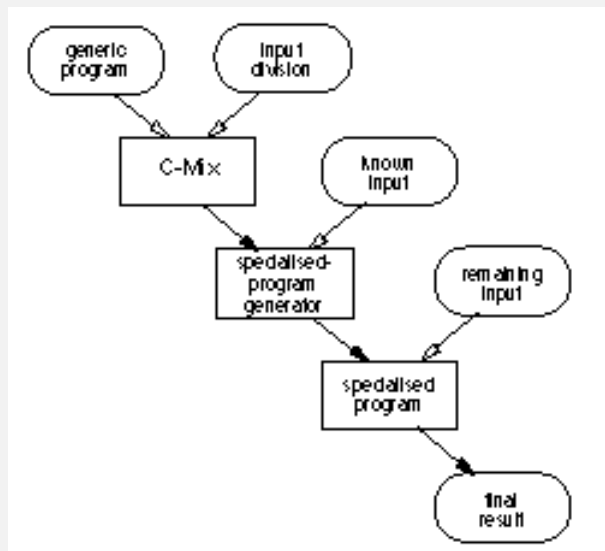 generic
program
input
division
C-Mix
known
input
specialised-
program
generator
remaining
input
specialised
program
final
result